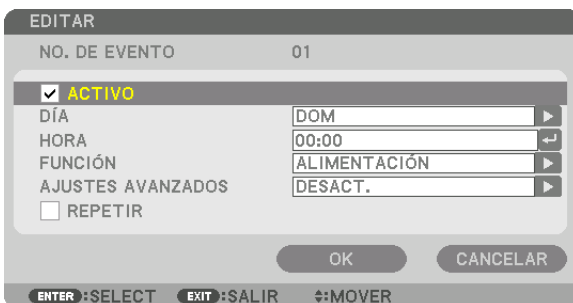 EDITAR
NO. DE EVENTO 01
ACTIVO
DÍA DOM
HORA 00:00
FUNCIÓN ALIMENTACIÓN
AJUSTES AVANZADOS DESACT.
REPETIR
OK CANCELAR
ENTER :SELECT EXIT :SALIR :MOVER